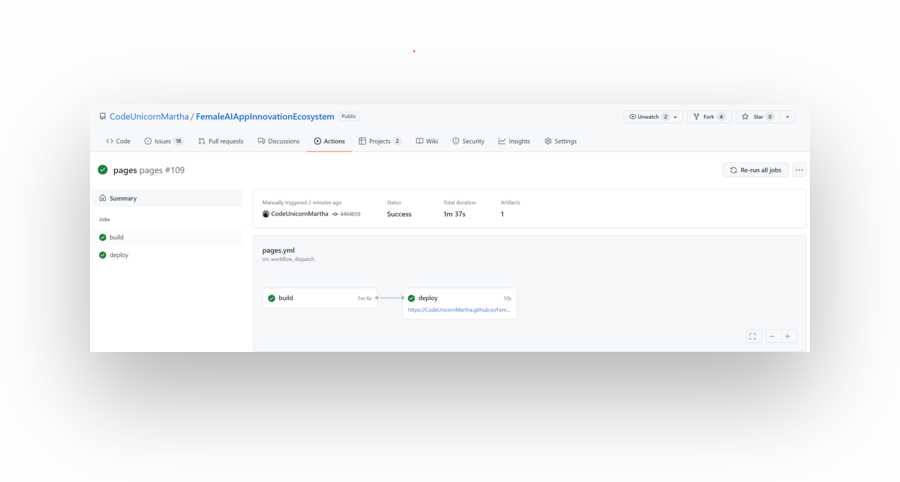 CodeUnicornMartha / FemaleAIAppInnovationEcosystem Public
Unwatch 2
Fork 4
Star 0
Code
Issues 18
Pull requests
Discussions
Actions
Projects 2
Wiki
Security
Insights
Settings
pages pages #109
Re-run all jobs
Summary
Jobs
build
deploy
Manually triggered 2 minutes ago
CodeUnicornMartha 4464859
Status
Success
Total duration
1m 37s
Artifacts
1
pages.yml
on: workflow_dispatch
build 1m 6s
deploy 10s
https://CodeUnicornMartha.github.io/Fem...